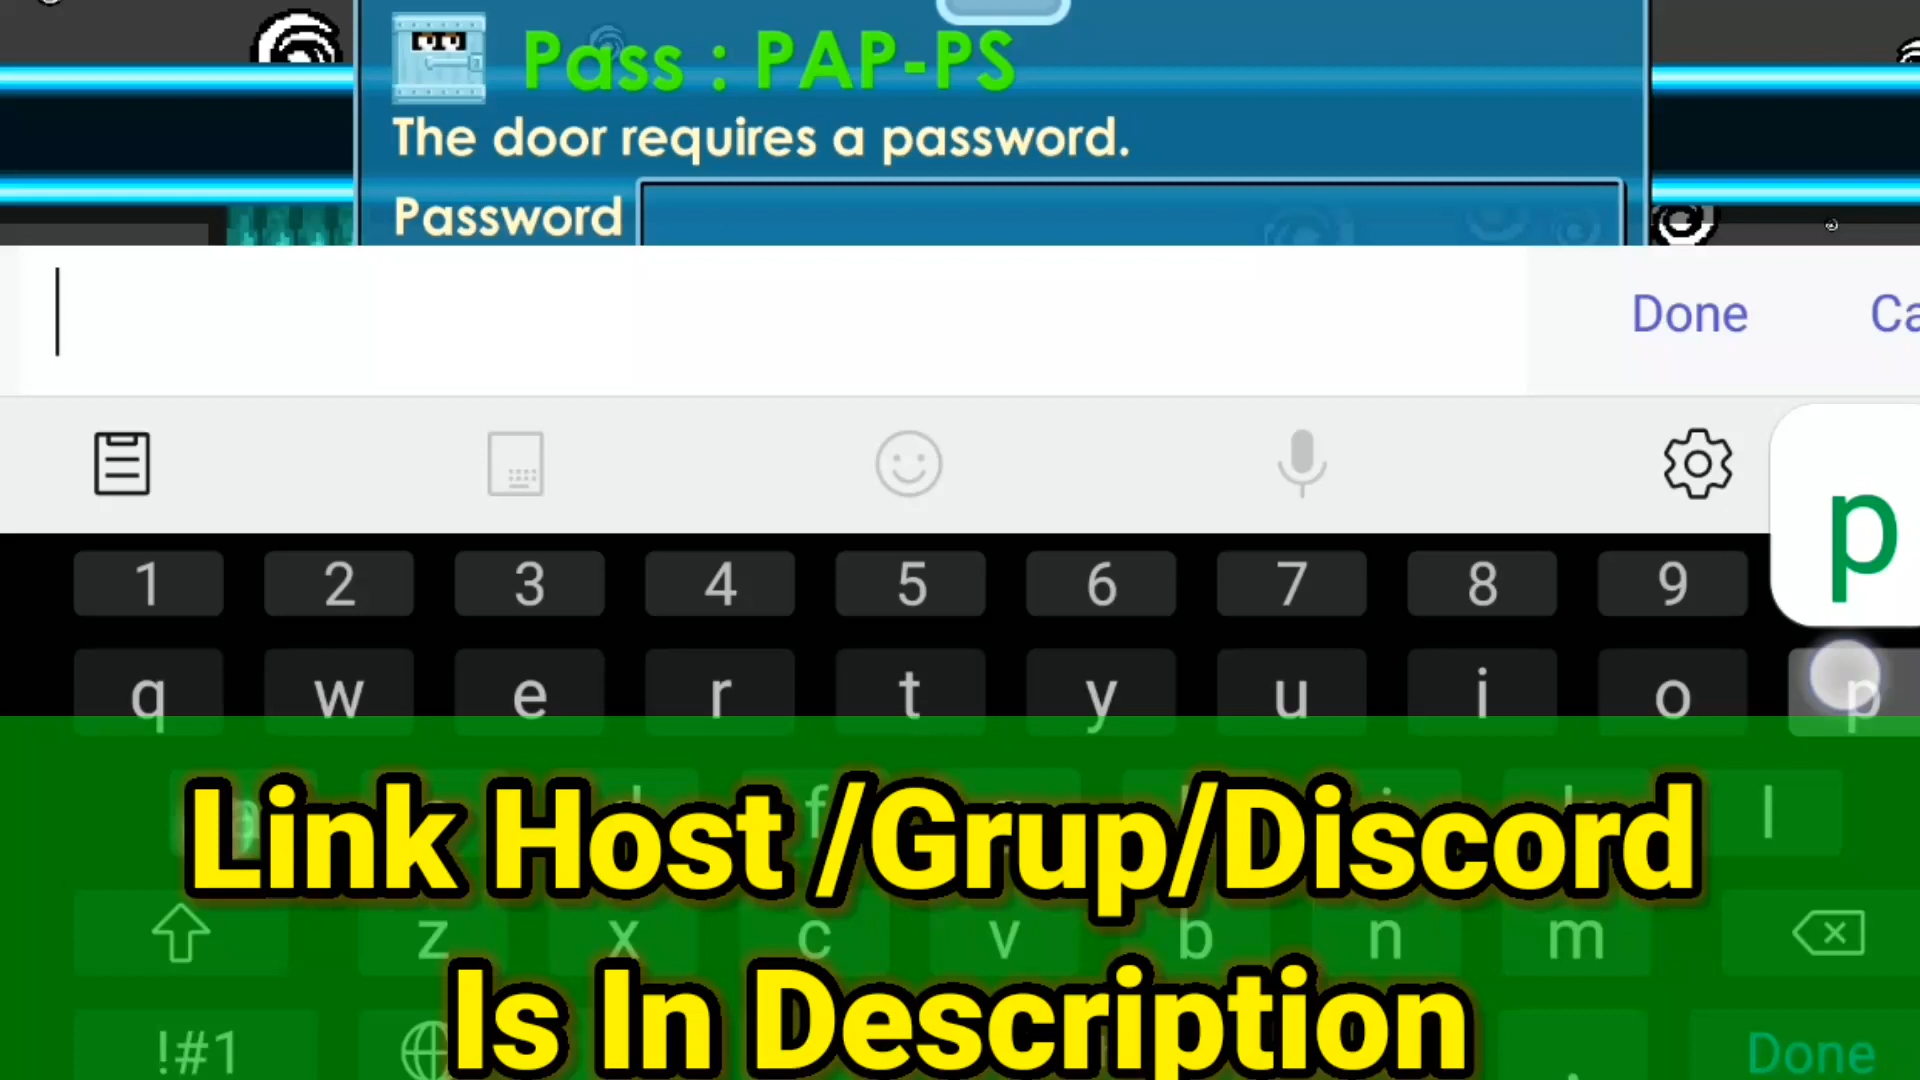 Pass : PAP-PS
The door requires a password.
Password
Done Ca
p
1 2 3 4 5 6 7 8 9
q w e r t y u i o p
f l
Link Host /Grup/Discord
z x c v b n m
Is In Description
!#1
Done